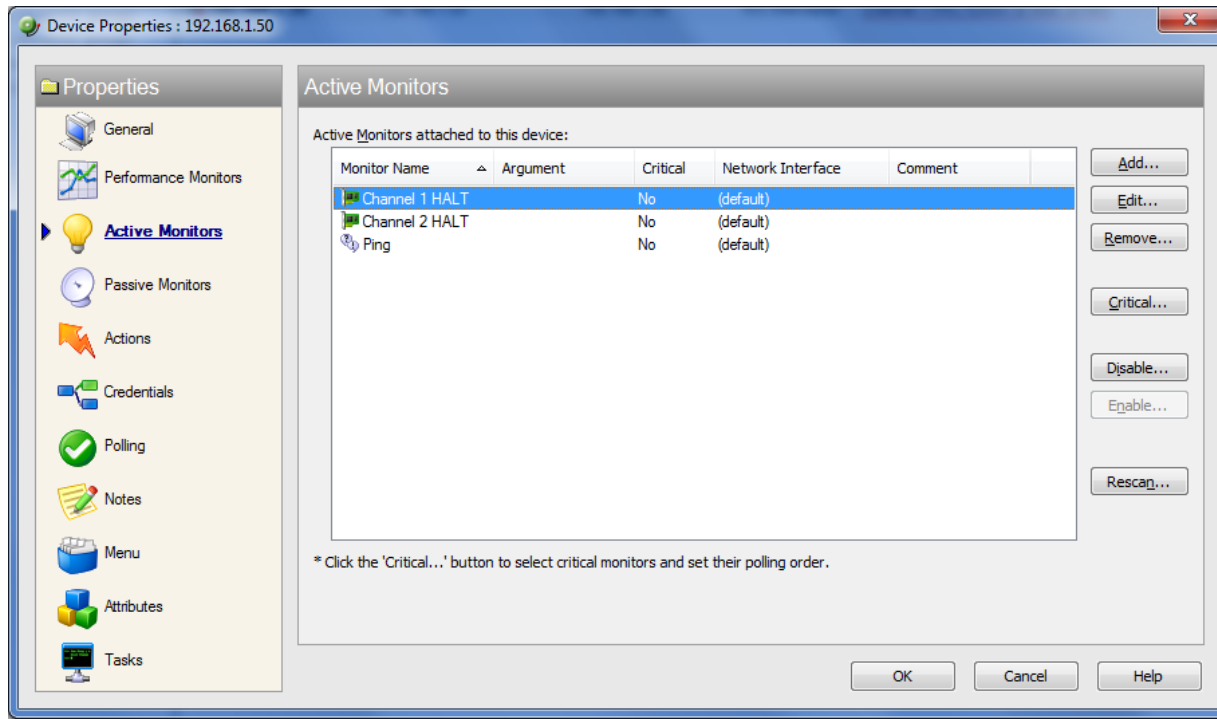 Device Properties : 192.168.1.50
Properties
General
Performance Monitors
Active Monitors
Passive Monitors
Actions
Credentials
Polling
Notes
Menu
Attributes
Tasks
Active Monitors
Active Monitors attached to this device:
Monitor Name Argument Critical Network Interface Comment
Channel 1 HALT No (default)
Channel 2 HALT No (default)
Ping No (default)
* Click the 'Critical...' button to select critical monitors and set their polling order.
Add...
Edit...
Remove...
Critical...
Disable...
Enable...
Rescan...
OK Cancel Help